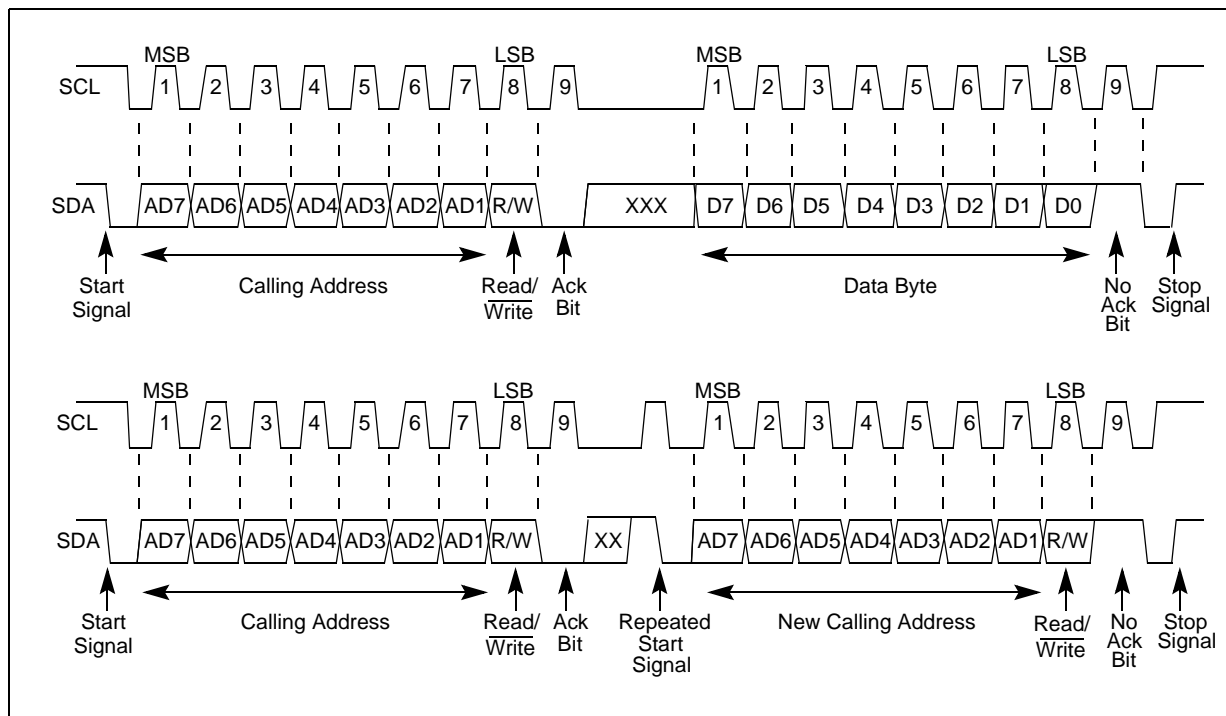 MSB LSB MSB LSB
SCL 1 2 3 4 5 6 7 8 9 1 2 3 4 5 6 7 8 9
SDA AD7 AD6 AD5 AD4 AD3 AD2 AD1 R/W XXX D7 D6 D5 D4 D3 D2 D1 D0
Start Signal
Calling Address
Read/
Write
Ack
Bit
Data Byte
No
Ack
Bit
Stop
Signal
MSB LSB MSB LSB
SCL 1 2 3 4 5 6 7 8 9 1 2 3 4 5 6 7 8 9
SDA AD7 AD6 AD5 AD4 AD3 AD2 AD1 R/W XX AD7 AD6 AD5 AD4 AD3 AD2 AD1 R/W
Start
Signal
Calling Address
Read/
Write
Ack
Bit
Repeated
Start
Signal
New Calling Address
Read/
Write
No
Ack
Bit
Stop
Signal